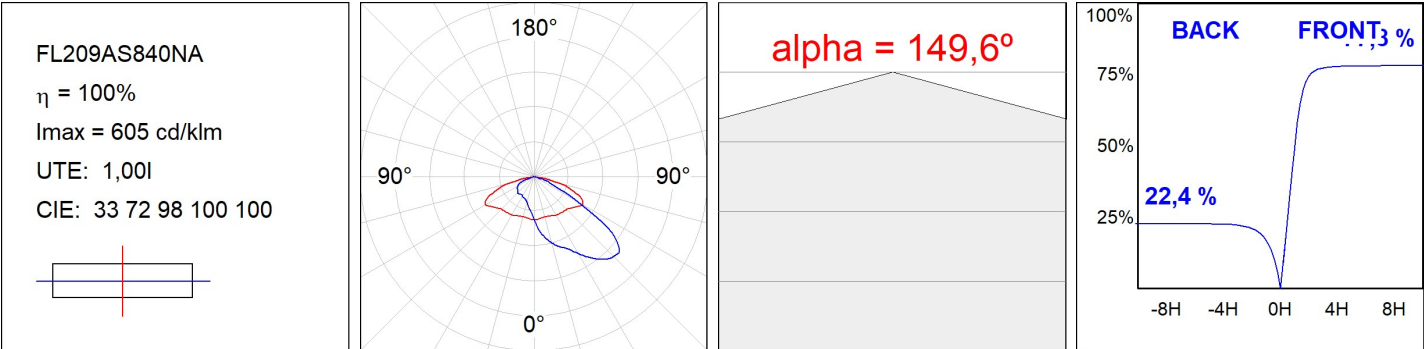 FL209AS840NA
η = 100%
Imax = 605 cd/klm
UTE: 1,00I
CIE: 33 72 98 100 100
180°
90°
90°
0°
alpha = 149,6º
100%
BACK
FRONT
75%
50%
22,4 %
25%
-8H
-4H
0H
4H
8H